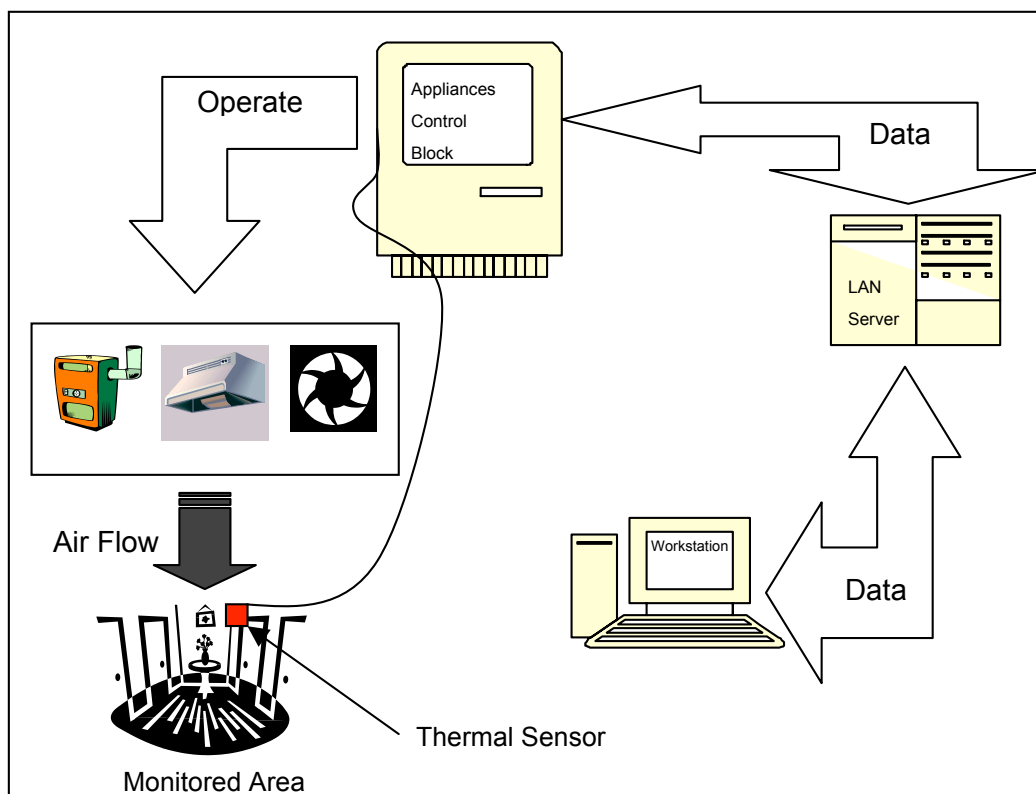 Operate
Appliances
Control
Block
Data
LAN
Server
Air Flow
Workstation
Data
Thermal Sensor
Monitored Area